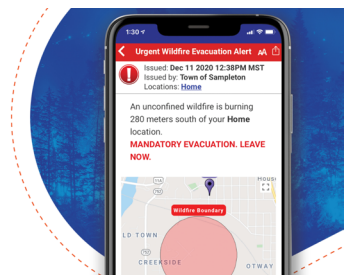 1:30
Urgent Wildfire Evacuation Alert AA
Issued: Dec 11 2020 12:38PM MST
Issued by: Town of Sampleton
Locations: Home
An unconfined wildfire is burning
280 meters south of your Home
location.
MANDATORY EVACUATION. LEAVE
NOW.
Wildfire Boundary
LD TOWN
CREEKSIDE
OTWAY